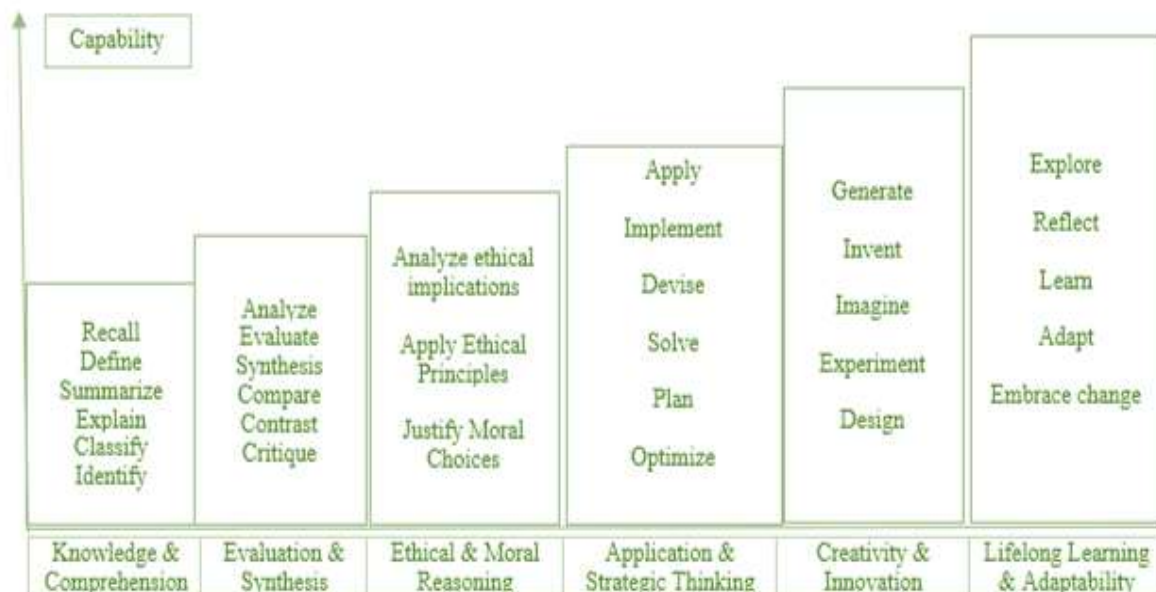 Capability
Recall
Define
Summarize
Explain
Classify
Identify
Analyze
Evaluate
Synthesis
Compare
Contrast
Critique
Analyze ethical
implications
Apply Ethical
Principles
Justify Moral
Choices
Apply
Implement
Devise
Solve
Plan
Optimize
Generate
Invent
Imagine
Experiment
Design
Explore
Reflect
Learn
Adapt
Embrace change
Knowledge &
Comprehension
Evaluation &
Synthesis
Ethical & Moral
Reasoning
Application &
Strategic Thinking
Creativity &
Innovation
Lifelong Learning
& Adaptability